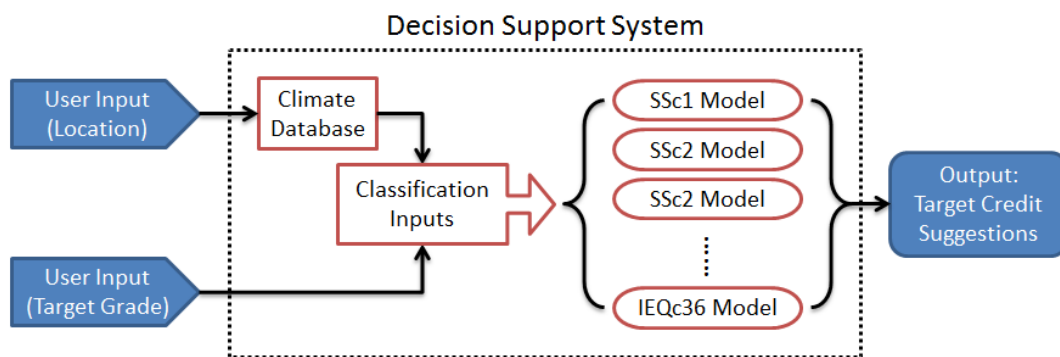 Decision Support System
User Input
(Location)
Climate
Database
Classification
Inputs
User Input
(Target Grade)
SSc1 Model
SSc2 Model
SSc2 Model
IEQc36 Model
Output:
Target Credit
Suggestions